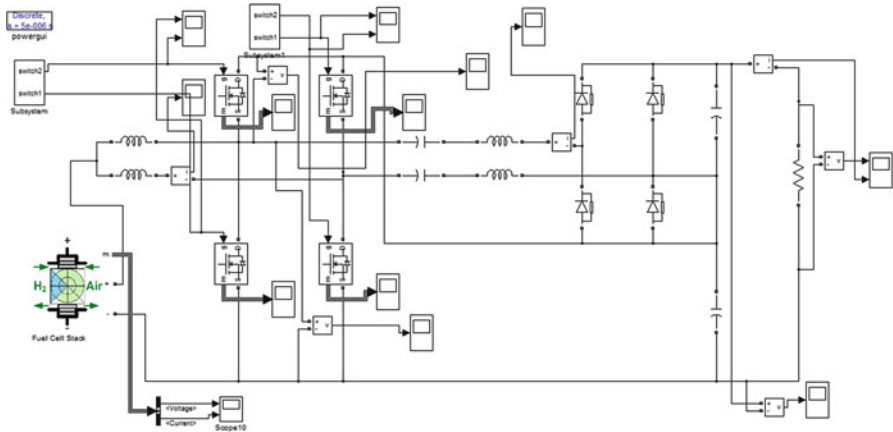 Discrete,
s = 5e-006 s
powergui
switch2
switch1
Subsystem
switch2
switch1
Subsystem1
g
D
m
S
g
D
m
S
g
D
m
S
g
D
m
S
+
-
v
+
-
i
+
-
i
+
-
i
+
-
v
+
-
v
+
-
v
+
m
H2
Air
+
-
-
Fuel Cell Stack
<Voltage>
<Current>
Scope10